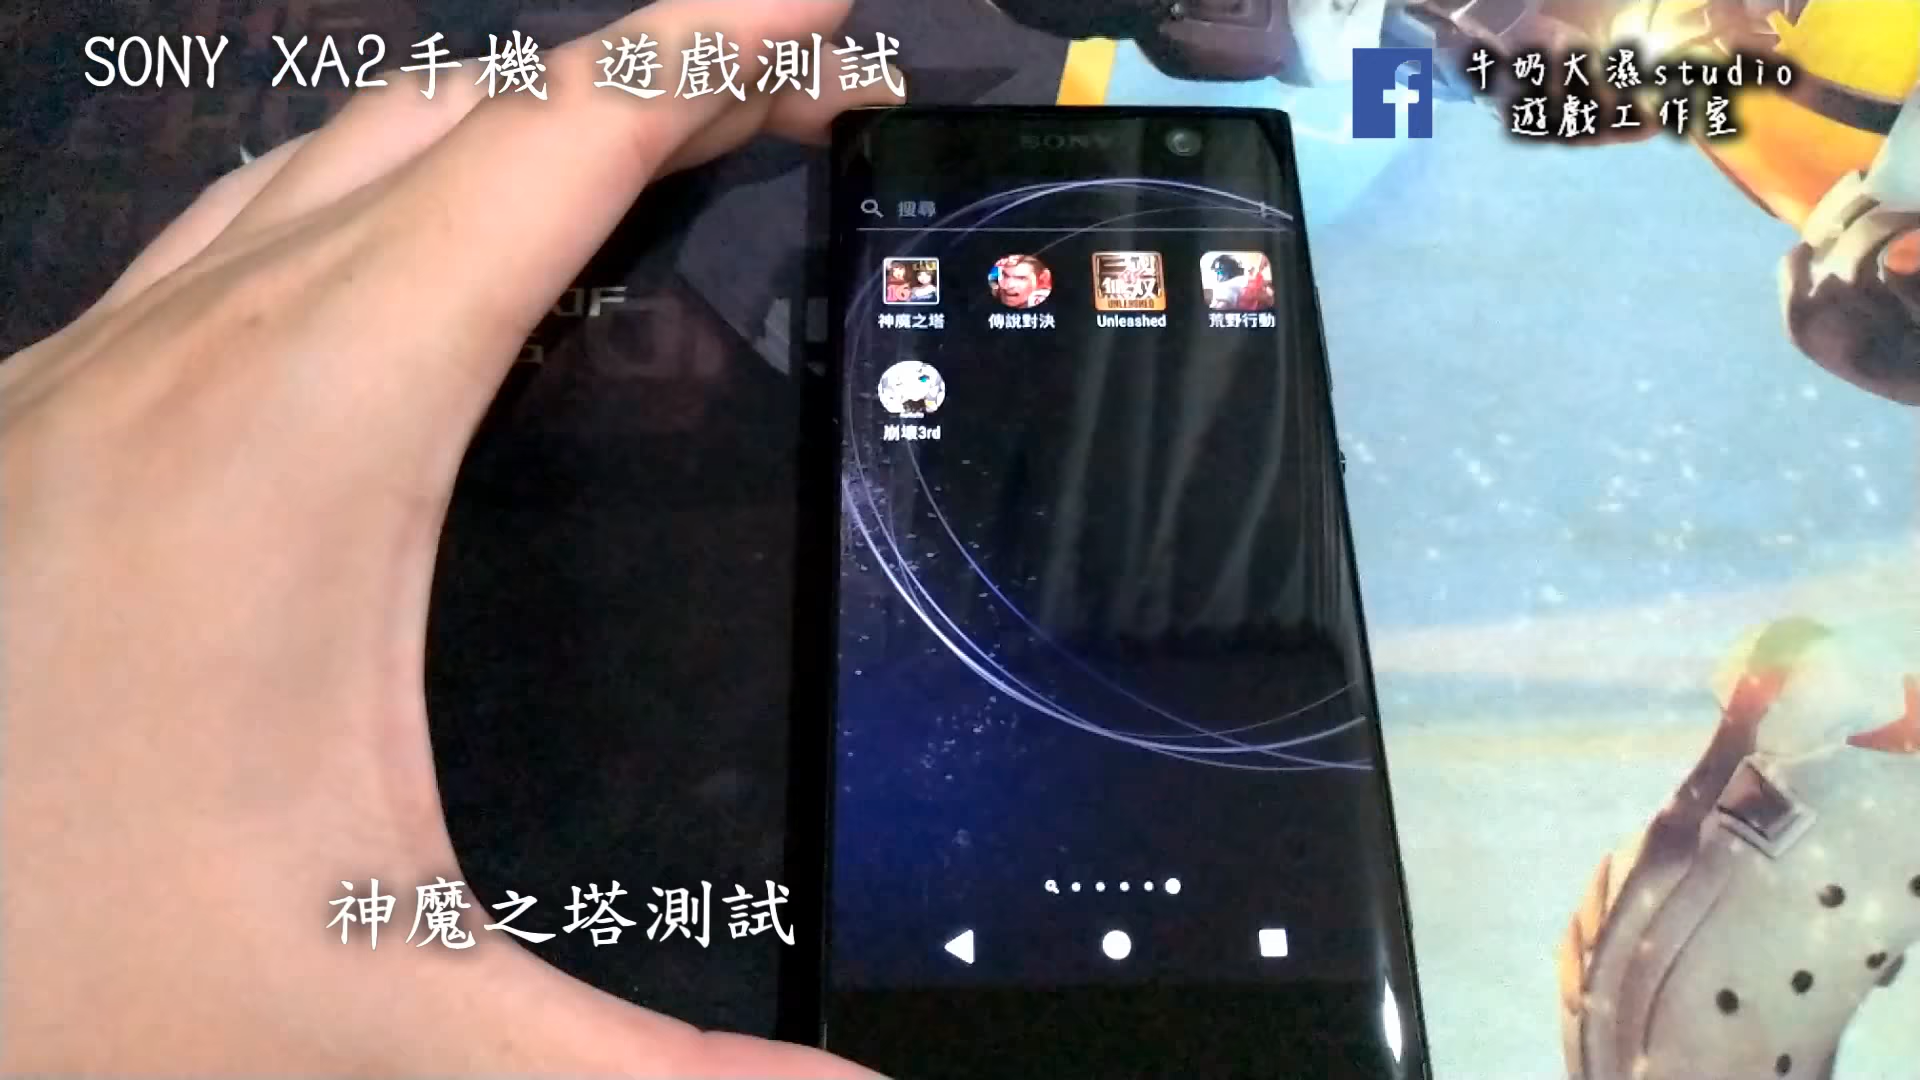 SONY XA2手機 遊戲測試
牛奶大濕studio
遊戲工作室
SONY
搜尋
神魔之塔
傳說對決
Unleashed
荒野行動
崩壞3rd
神魔之塔測試